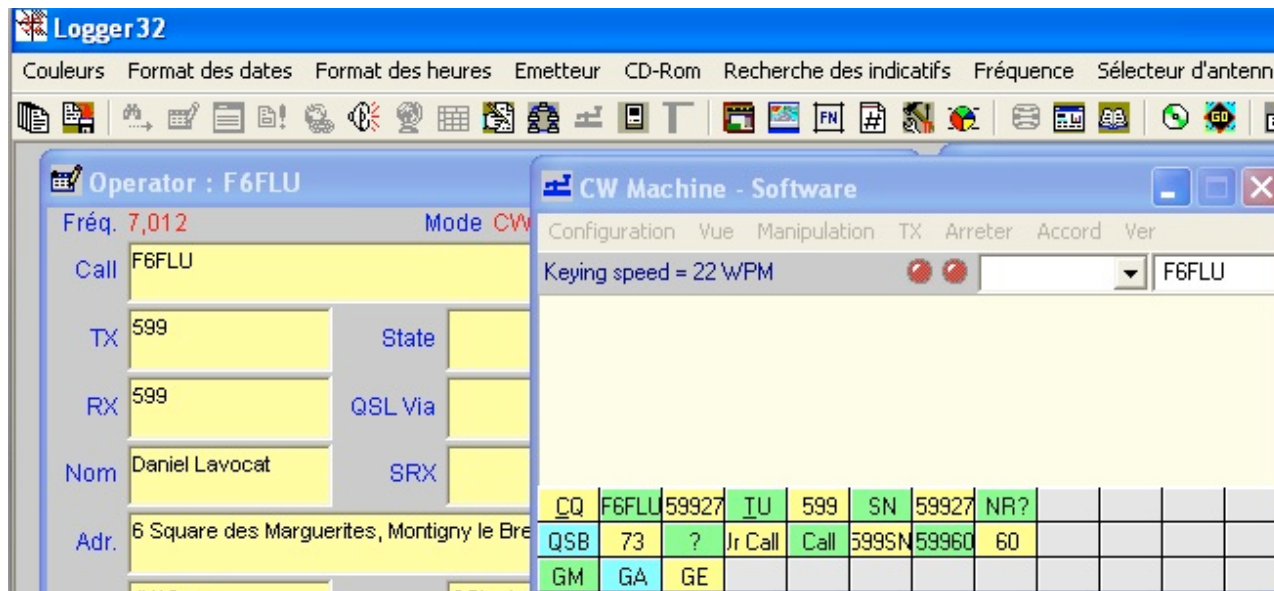 Logger32
Couleurs Format des dates Format des heures Emetteur CD-Rom Recherche des indicatifs Fréquence Sélecteur d'antenn
FN # GO
Operator : F6FLU
Fréq. 7,012 Mode CW
Call F6FLU
TX 599 State
RX 599 QSL Via
Nom Daniel Lavocat SRX
Adr. 6 Square des Marguerites, Montigny le Bre
CW Machine - Software
Configuration Vue Manipulation TX Arreter Accord Ver
Keying speed = 22 WPM F6FLU
CQ F6FLU 59927 TU 599 SN 59927 NR?
QSB 73 ? Jr Call Call 599SN 59960 60
GM GA GE